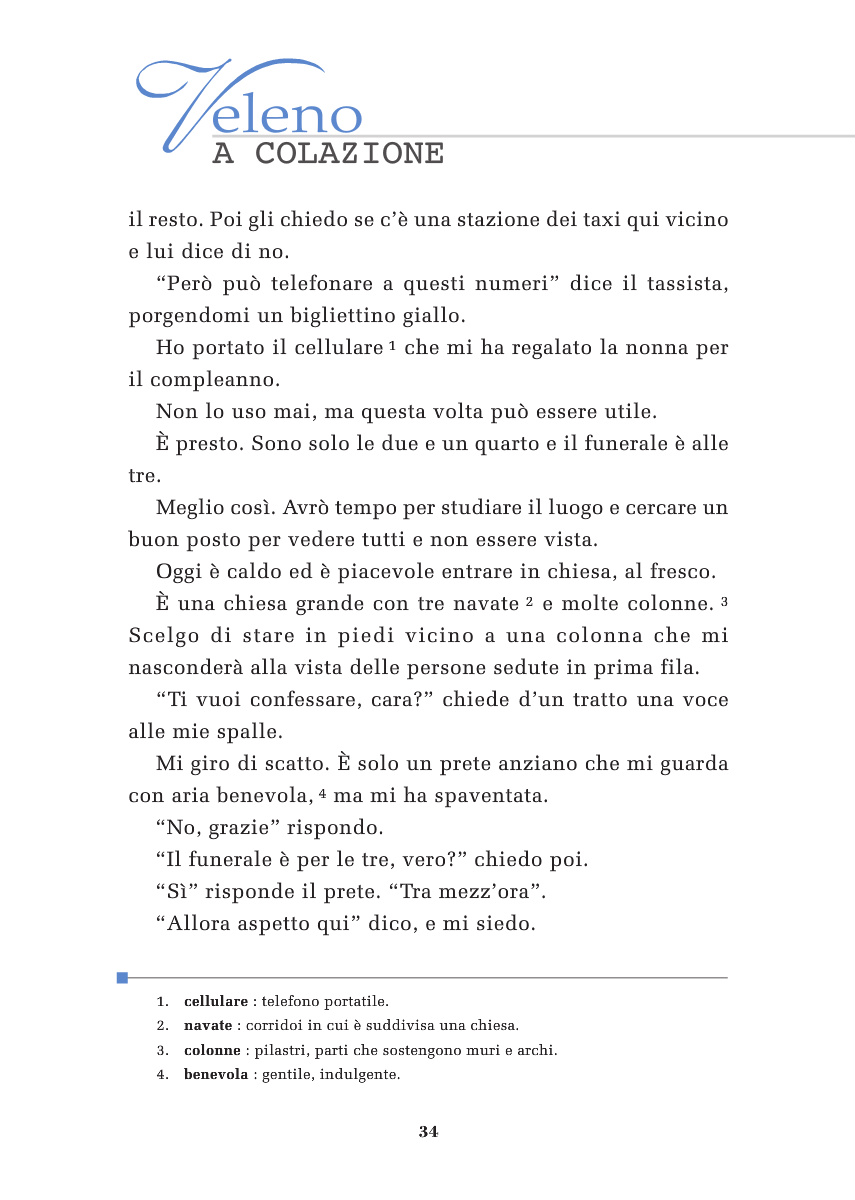 Veleno
A COLAZIONE
il resto. Poi gli chiedo se c’è una stazione dei taxi qui vicino
e lui dice di no.
“Però può telefonare a questi numeri” dice il tassista,
porgendomi un bigliettino giallo.
Ho portato il cellulare 1 che mi ha regalato la nonna per
il compleanno.
Non lo uso mai, ma questa volta può essere utile.
È presto. Sono solo le due e un quarto e il funerale è alle
tre.
Meglio così. Avrò tempo per studiare il luogo e cercare un
buon posto per vedere tutti e non essere vista.
Oggi è caldo ed è piacevole entrare in chiesa, al fresco.
È una chiesa grande con tre navate 2 e molte colonne. 3
Scelgo di stare in piedi vicino a una colonna che mi
nasconderà alla vista delle persone sedute in prima fila.
“Ti vuoi confessare, cara?” chiede d’un tratto una voce
alle mie spalle.
Mi giro di scatto. È solo un prete anziano che mi guarda
con aria benevola, 4 ma mi ha spaventata.
“No, grazie” rispondo.
“Il funerale è per le tre, vero?” chiedo poi.
“Sì” risponde il prete. “Tra mezz’ora”.
“Allora aspetto qui” dico, e mi siedo.
1. cellulare : telefono portatile.
2. navate : corridoi in cui è suddivisa una chiesa.
3. colonne : pilastri, parti che sostengono muri e archi.
4. benevola : gentile, indulgente.
34